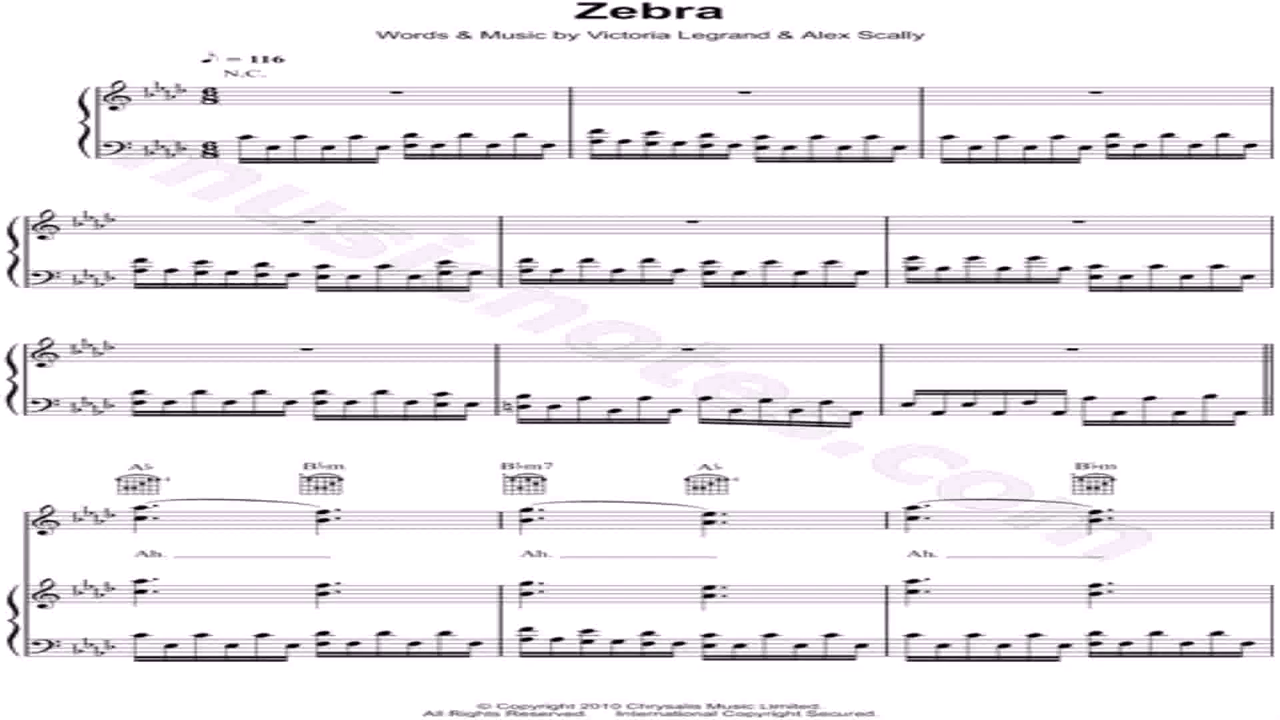 Zebra
Words & Music by Victoria Legrand & Alex Scally
♪ = 116
N.C.
A♭ B♭m B♭m7 A♭ B♭m
Ah. Ah. Ah.
© Copyright 2010 Chrysalis Music Limited.
All Rights Reserved. International Copyright Secured.